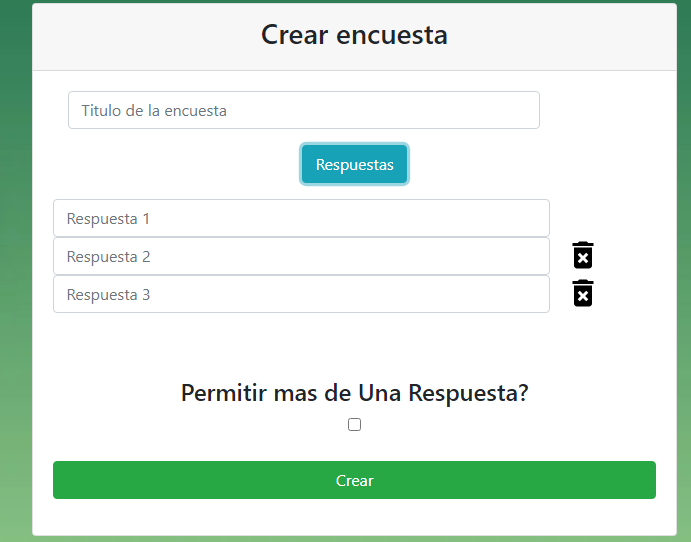 Crear encuesta
Titulo de la encuesta
Respuestas
Respuesta 1
Respuesta 2
Respuesta 3
Permitir mas de Una Respuesta?
Crear